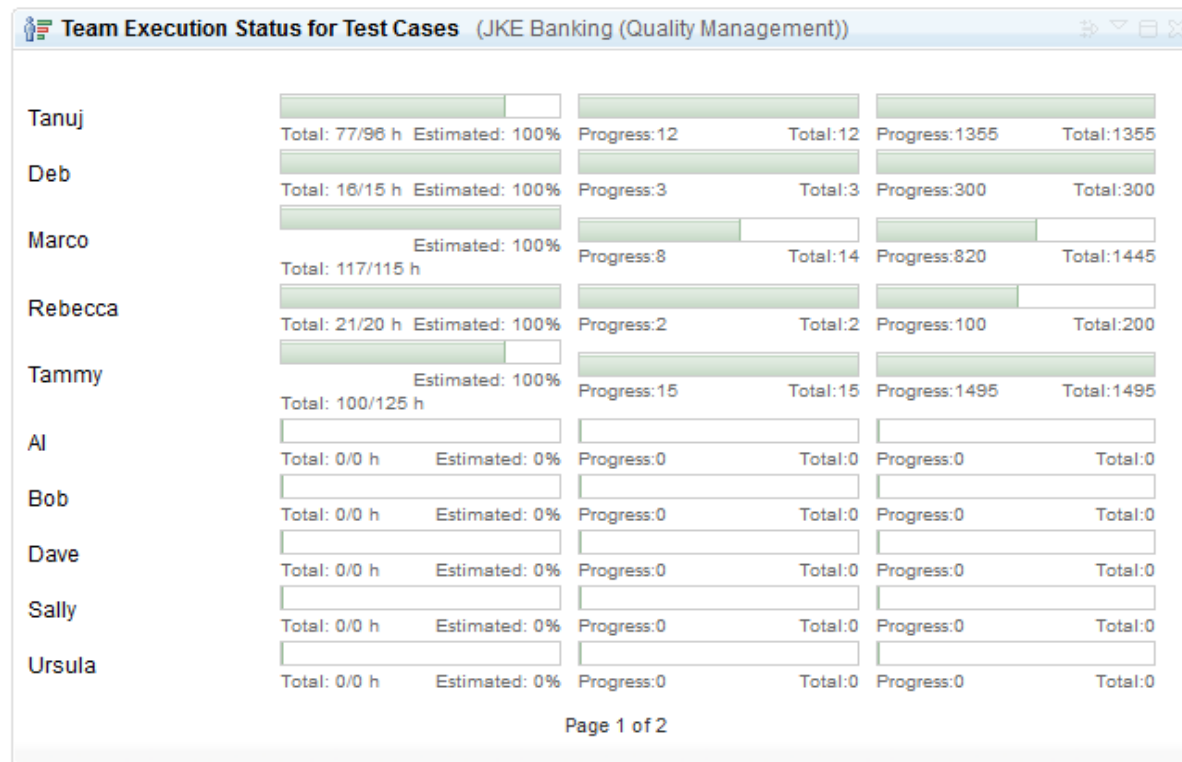 Team Execution Status for Test Cases (JKE Banking (Quality Management))
Tanuj
Total: 77/96 h Estimated: 100% Progress:12 Total:12 Progress:1355 Total:1355
Deb
Total: 16/15 h Estimated: 100% Progress:3 Total:3 Progress:300 Total:300
Marco
Estimated: 100%
Total: 117/115 h
Progress:8 Total:14 Progress:820 Total:1445
Rebecca
Total: 21/20 h Estimated: 100% Progress:2 Total:2 Progress:100 Total:200
Tammy
Estimated: 100%
Total: 100/125 h
Progress:15 Total:15 Progress:1495 Total:1495
Al
Total: 0/0 h Estimated: 0% Progress:0 Total:0 Progress:0 Total:0
Bob
Total: 0/0 h Estimated: 0% Progress:0 Total:0 Progress:0 Total:0
Dave
Total: 0/0 h Estimated: 0% Progress:0 Total:0 Progress:0 Total:0
Sally
Total: 0/0 h Estimated: 0% Progress:0 Total:0 Progress:0 Total:0
Ursula
Total: 0/0 h Estimated: 0% Progress:0 Total:0 Progress:0 Total:0
Page 1 of 2